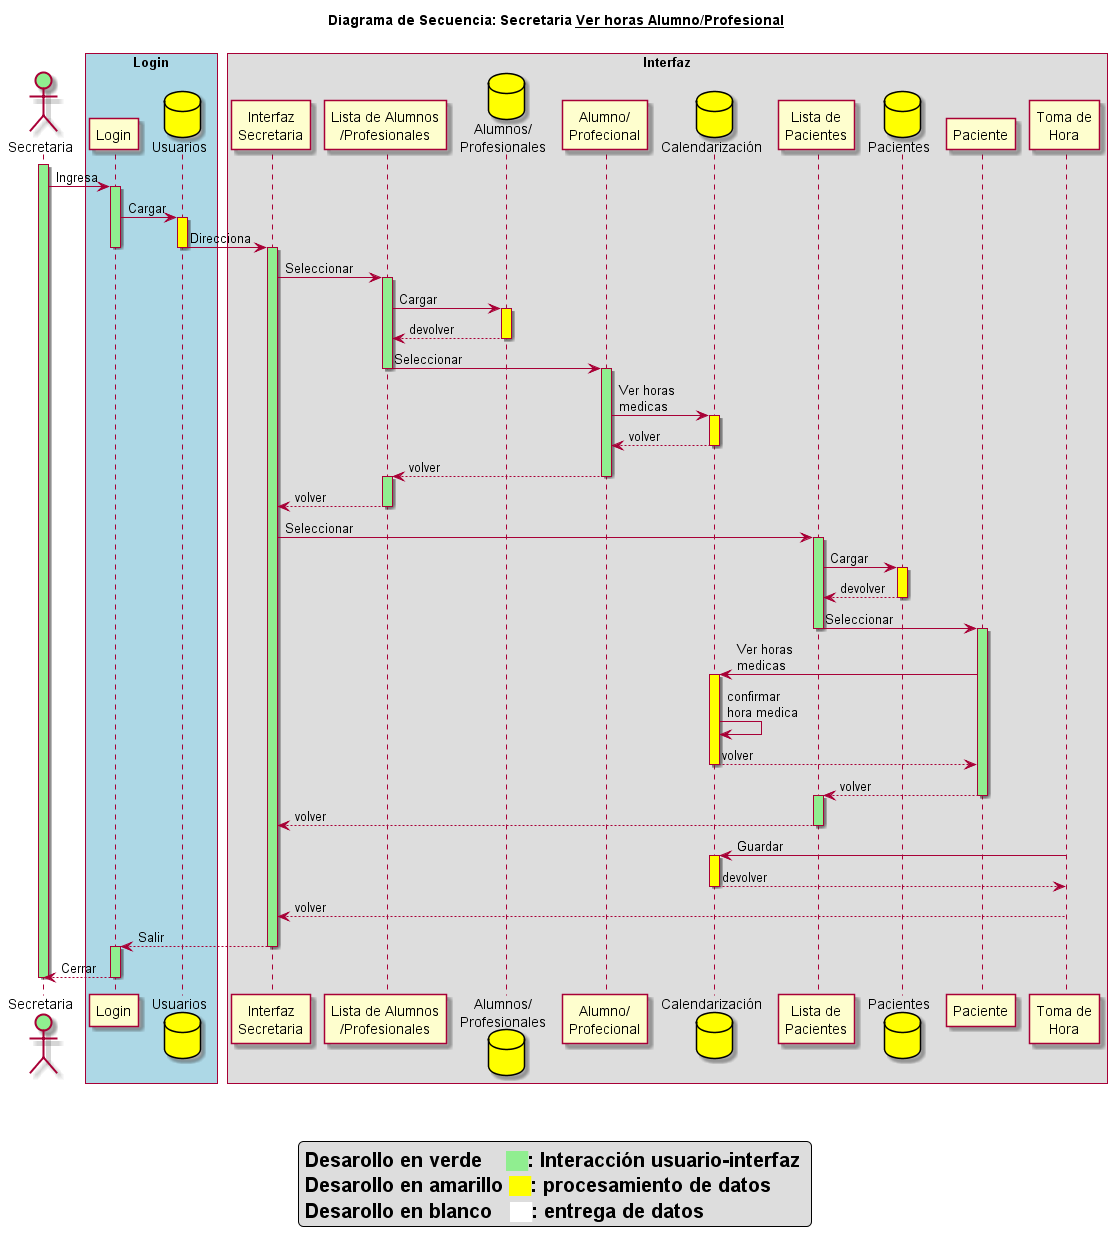 Diagrama de Secuencia: Secretaria Ver horas Alumno/Profesional
Login
Interfaz
Secretaria
Login
Usuarios
Interfaz
Secretaria
Lista de Alumnos
/Profesionales
Alumnos/
Profesionales
Alumno/
Profecional
Calendarización
Lista de
Pacientes
Pacientes
Paciente
Toma de
Hora
Ingresa
Cargar
Direcciona
Seleccionar
Cargar
devolver
Seleccionar
Ver horas
medicas
volver
volver
volver
Seleccionar
Cargar
devolver
Seleccionar
Ver horas
medicas
confirmar
hora medica
volver
volver
volver
Guardar
devolver
volver
Salir
Cerrar
Secretaria
Login
Usuarios
Interfaz
Secretaria
Lista de Alumnos
/Profesionales
Alumnos/
Profesionales
Alumno/
Profecional
Calendarización
Lista de
Pacientes
Pacientes
Paciente
Toma de
Hora
Desarollo en verde : Interacción usuario-interfaz
Desarollo en amarillo : procesamiento de datos
Desarollo en blanco : entrega de datos